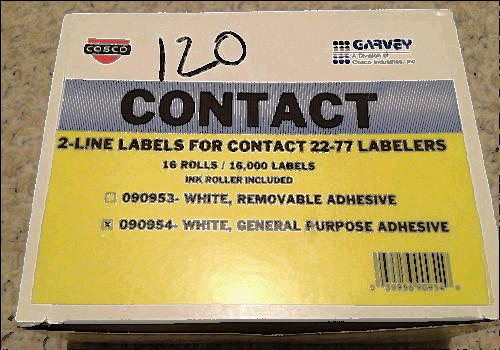 COSCO
120
GARVEY
A Division of
Cosco Industries, Inc
CONTACT
2-LINE LABELS FOR CONTACT 22-77 LABELERS
16 ROLLS / 16,000 LABELS
INK ROLLER INCLUDED
090953- WHITE, REMOVABLE ADHESIVE
090954- WHITE, GENERAL PURPOSE ADHESIVE